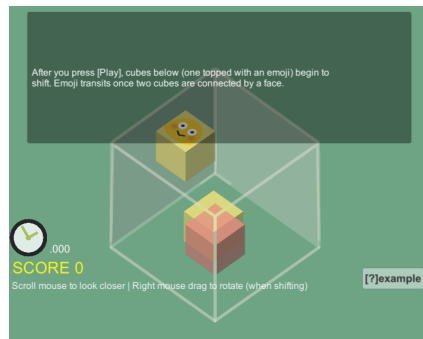 After you press [Play], cubes below (one topped with an emoji) begin to
shift. Emoji transits once two cubes are connected by a face.
.000
SCORE 0
Scroll mouse to look closer | Right mouse drag to rotate (when shifting)
[?]example